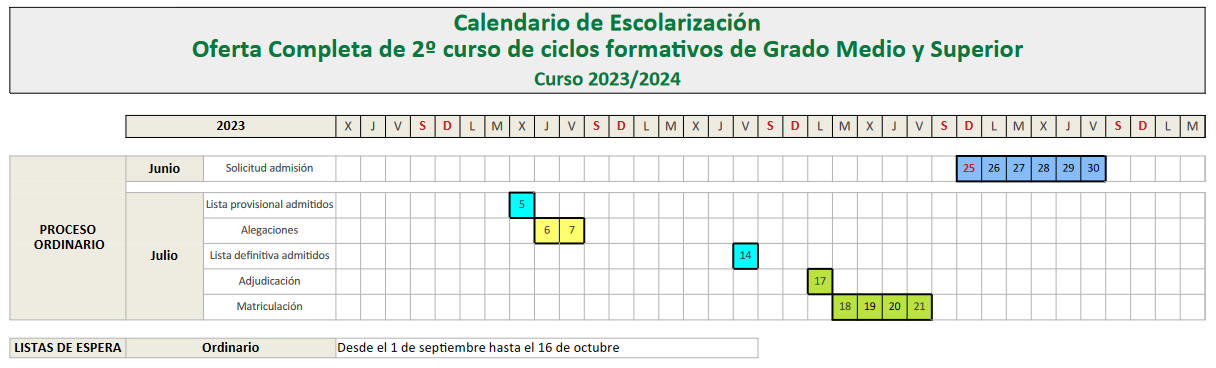 Calendario de Escolarización
Oferta Completa de 2º curso de ciclos formativos de Grado Medio y Superior
Curso 2023/2024
2023 X J V S D L M X J V S D L M X J V S D L M X J V S D L M X J V S D L M
Junio Solicitud admisión 25 26 27 28 29 30
Lista provisional admitidos 5
PROCESO ORDINARIO Alegaciones 6 7
Julio Lista definitiva admitidos 14
Adjudicación 17
Matriculación 18 19 20 21
LISTAS DE ESPERA Ordinario Desde el 1 de septiembre hasta el 16 de octubre